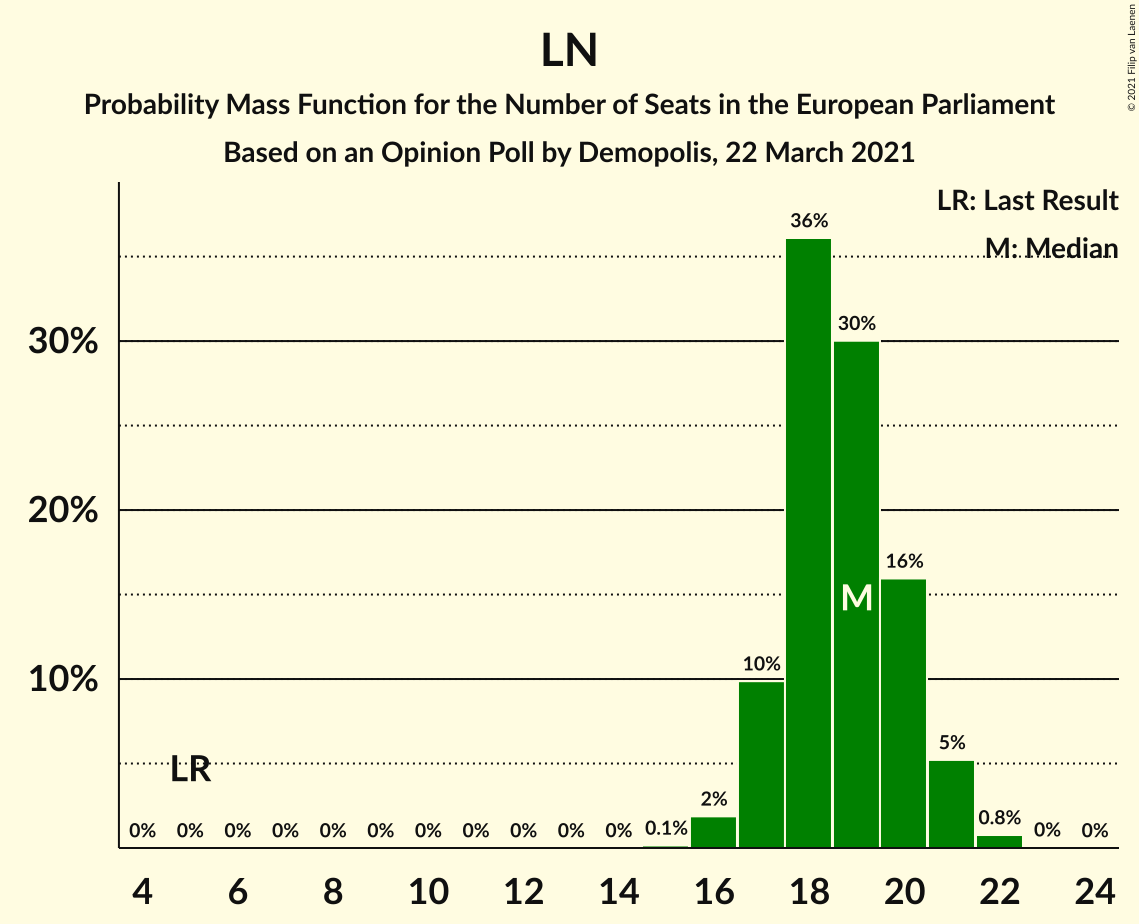 LN
Probability Mass Function for the Number of Seats in the European Parliament
Based on an Opinion Poll by Demopolis, 22 March 2021
© 2021 Filip van Laenen
LR: Last Result
M: Median
36%
30%
30%
20%
16%
M
10%
10%
5%
LR
2%
0% 0% 0% 0% 0% 0% 0% 0% 0% 0% 0% 0.1% 0.8% 0% 0%
4 6 8 10 12 14 16 18 20 22 24